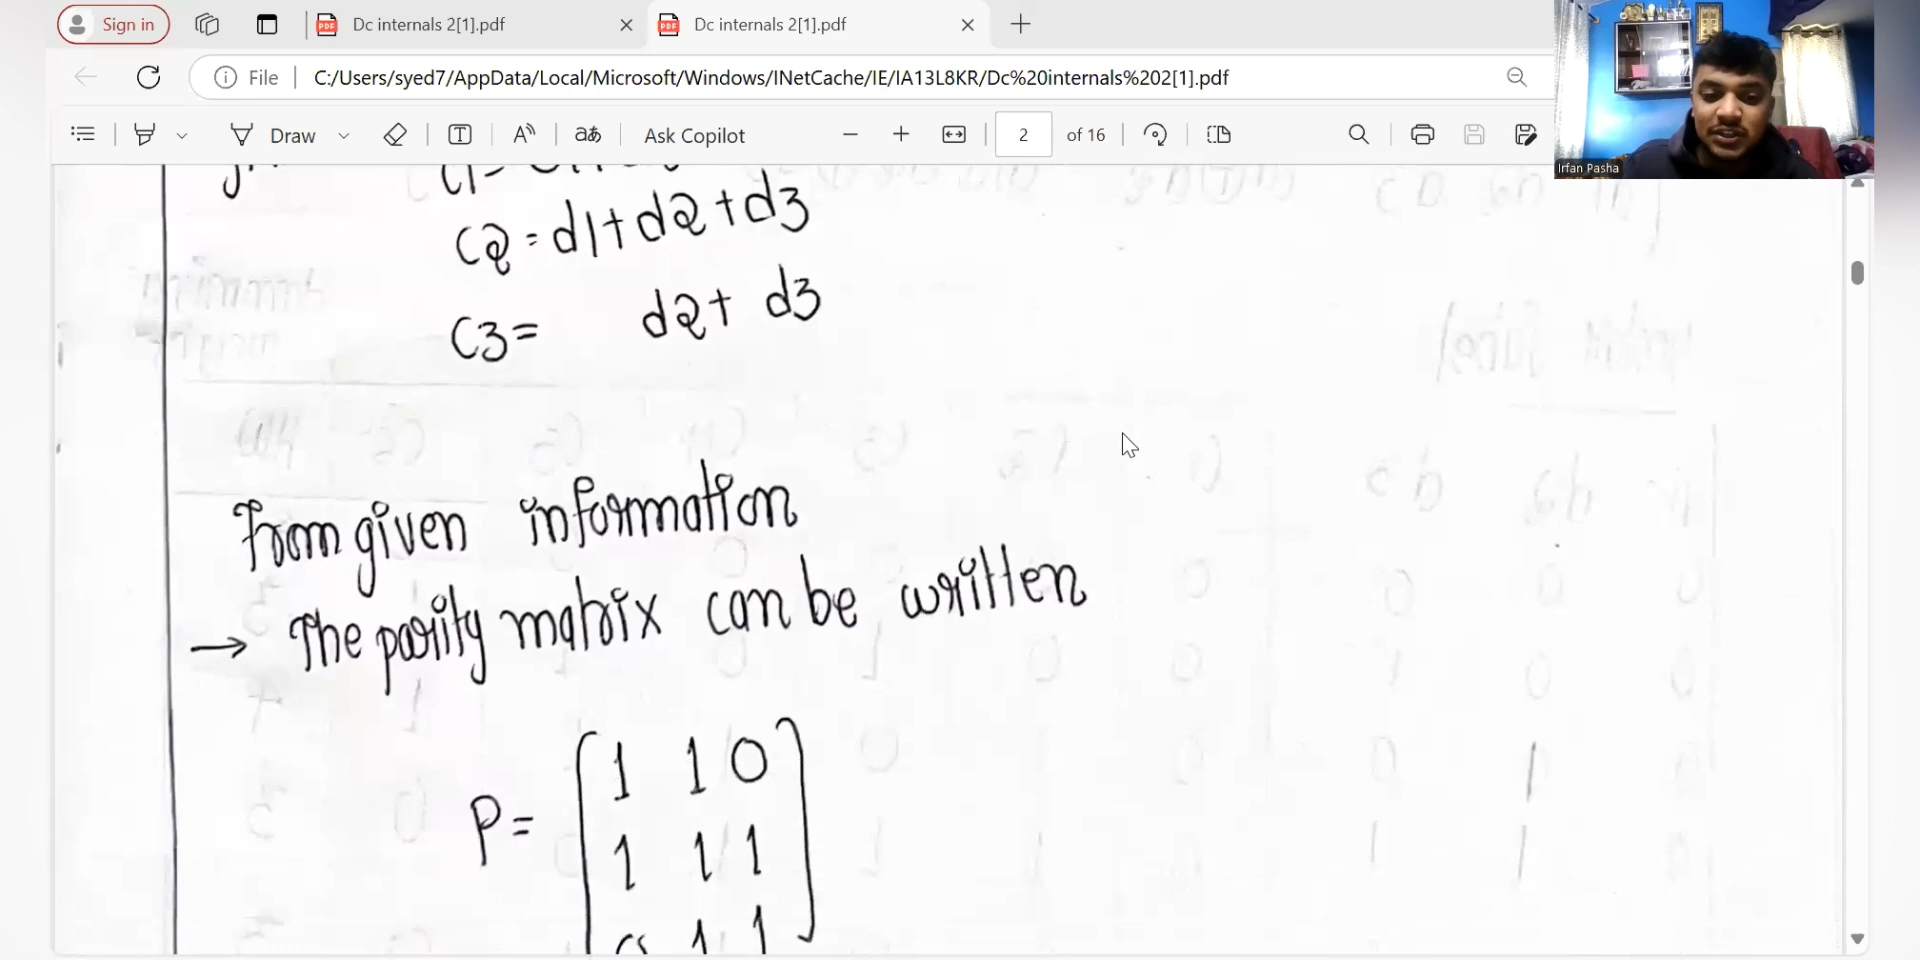 Sign in
Dc internals 2[1].pdf
Dc internals 2[1].pdf
File
C:/Users/syed7/AppData/Local/Microsoft/Windows/INetCache/IE/IA13L8KR/Dc%20internals%202[1].pdf
Draw
Ask Copilot
2 of 16
Irfan Pasha
C2 = d1+d2+d3
C3 = d2+ d3
From given information
→ The parity matrix can be written
P =
1 1 0
1 1 1
1 1